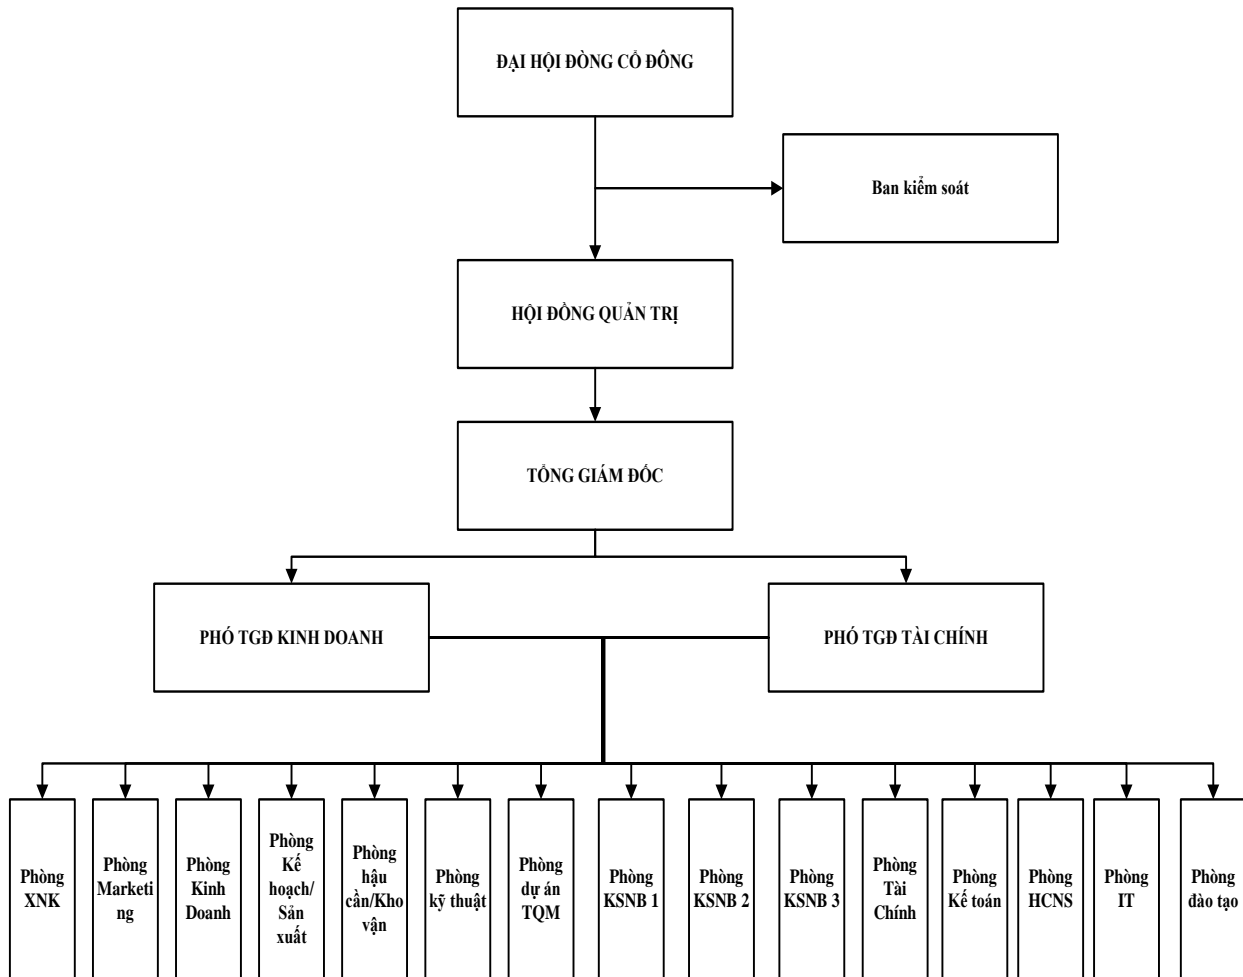 ĐẠI HỘI ĐÒNG CỔ ĐÔNG
Ban kiểm soát
HỘI ĐỒNG QUẢN TRỊ
TỔNG GIÁM ĐỐC
PHÓ TGĐ KINH DOANH
PHÓ TGĐ TÀI CHÍNH
Phòng
XNK
Phòng
Marketi
ng
Phòng
Kinh
Doanh
Phòng
Kế
hoạch/
Sản
xuất
Phòng
hậu
cần/Kho
vận
Phòng
kỹ thuật
Phòng
dự án
TQM
Phòng
KSNB 1
Phòng
KSNB 2
Phòng
KSNB 3
Phòng
Tài
Chính
Phòng
Kế toán
Phòng
HCNS
Phòng
IT
Phòng
đào tạo